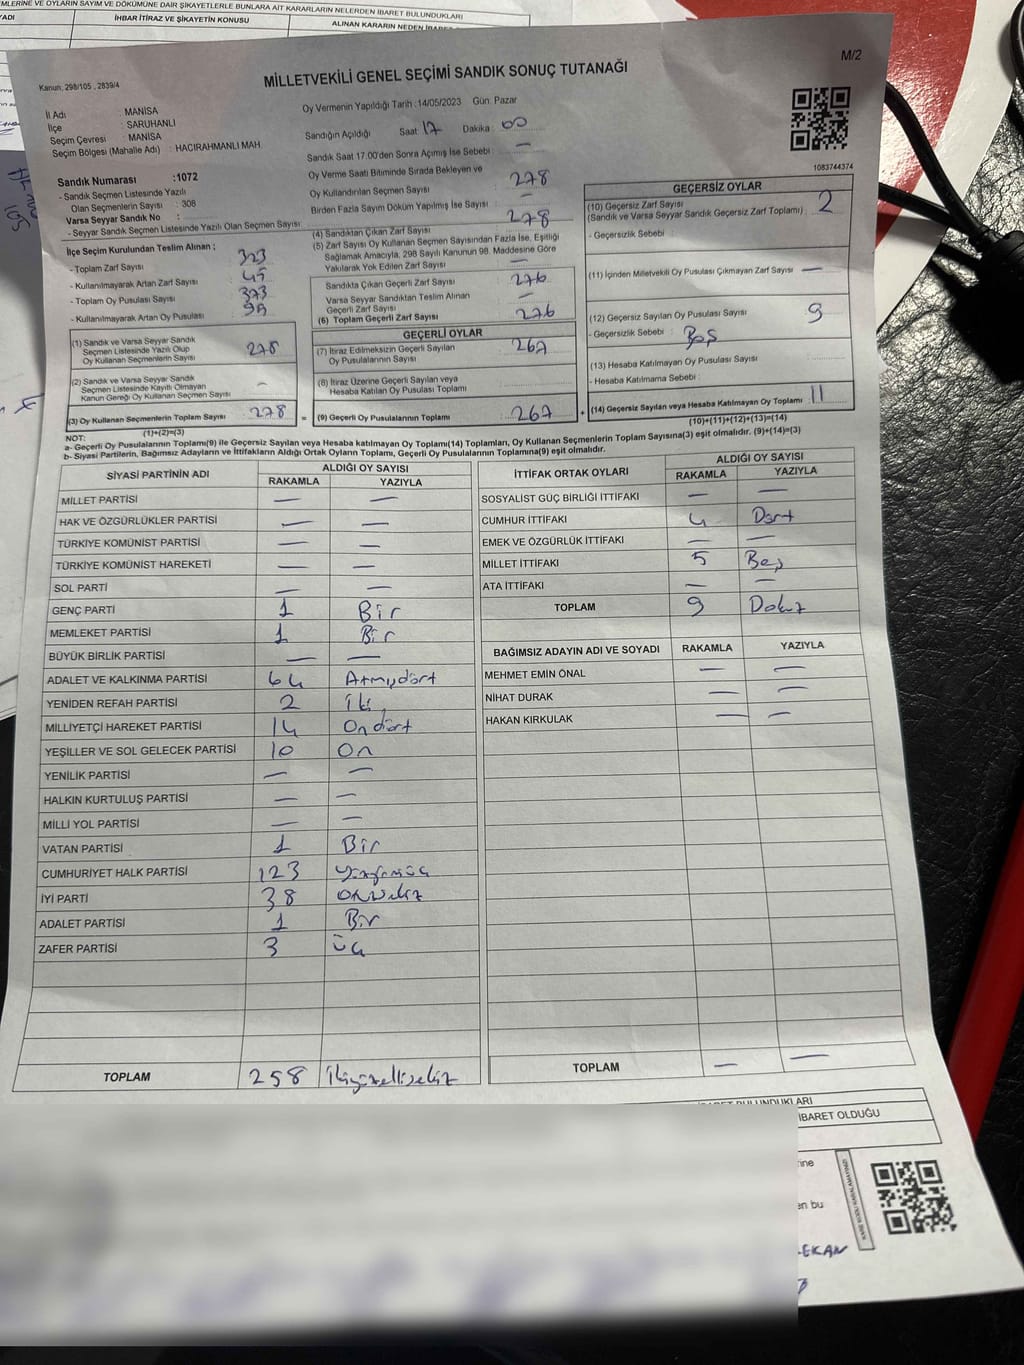 MLERİNE VE OYLARIN SAYIM VE DÖKÜMÜNE DAİR ŞİKAYETLERLE BUNLARA AİT KARARLARIN NELERDEN İBARET BULUNDUKLARI
ADI İHBAR İTİRAZ VE ŞİKAYETİN KONUSU ALINAN KARARIN NEDEN İBARET
M/2
Kanun, 298/105 , 2839/4
MİLLETVEKİLİ GENEL SEÇİMİ SANDIK SONUÇ TUTANAĞI
İl Adı : MANİSA
İlçe : SARUHANLI
Seçim Çevresi : MANİSA
Seçim Bölgesi (Mahalle Adı) : HACIRAHMANLI MAH.
Sandık Numarası :1072
- Sandık Seçmen Listesinde Yazılı
Olan Seçmenlerin Sayısı : 308
Varsa Seyyar Sandık No :
- Seyyar Sandık Seçmen Listesinde Yazılı Olan Seçmen Sayısı:
İlçe Seçim Kurulundan Teslim Alınan ;
- Toplam Zarf Sayısı 323
- Kullanılmayarak Artan Zarf Sayısı : 45
- Toplam Oy Pusulası Sayısı : 373
- Kullanılmayarak Artan Oy Pusulası :
(1) Sandık ve Varsa Seyyar Sandık
Seçmen Listesinde Yazılı Olup
Oy Kullanan Seçmenlerin Sayısı 278
(2) Sandık ve Varsa Seyyar Sandık
Seçmen Listesinde Kayıtlı Olmayan
Kanun Gereği Oy Kullanan Seçmen Sayısı –
(3) Oy Kullanan Seçmenlerin Toplam Sayısı 278
(1)+(2)=(3)
Oy Vermenin Yapıldığı Tarih :14/05/2023 Gün: Pazar
Sandığın Açıldığı Saat 17 Dakika : 00
Sandık Saat 17.00'den Sonra Açımış İse Sebebi : —
Oy Verme Saati Bitiminde Sırada Bekleyen ve
Oy Kullandırılan Seçmen Sayısı 278
Birden Fazla Sayım Döküm Yapılmış İse Sayısı : —
(4) Sandıktan Çıkan Zarf Sayısı 278
(5) Zarf Sayısı Oy Kullanan Seçmen Sayısından Fazla İse, Eşitliği
Sağlamak Amacıyla, 298 Sayılı Kanunun 98. Maddesine Göre
Yakılarak Yok Edilen Zarf Sayısı —
Sandıkta Çıkan Geçerli Zarf Sayısı 276
Varsa Seyyar Sandıktan Teslim Alınan
Geçerli Zarf Sayısı —
(6) Toplam Geçerli Zarf Sayısı 276
GEÇERLİ OYLAR
(7) İtiraz Edilmeksizin Geçerli Sayılan
Oy Pusulalarının Sayısı 267
(8) İtiraz Üzerine Geçerli Sayılan veya
Hesaba Katılan Oy Pusulası Toplamı
= (9) Geçerli Oy Pusulalarının Toplamı 267 +
1083744374
GEÇERSİZ OYLAR
(10) Geçersiz Zarf Sayısı 2
(Sandık ve Varsa Seyyar Sandık Geçersiz Zarf Toplamı) :
- Geçersizlik Sebebi :
(11) İçinden Milletvekili Oy Pusulası Çıkmayan Zarf Sayısı —
(12) Geçersiz Sayılan Oy Pusulası Sayısı 9
- Geçersizlik Sebebi : Boş
(13) Hesaba Katılmayan Oy Pusulası Sayısı
- Hesaba Katılmama Sebebi :
(14) Geçersiz Sayılan veya Hesaba Katılmayan Oy Toplamı : 11
(10)+(11)+(12)+(13)=(14)
NOT:
a- Geçerli Oy Pusulalarının Toplamı(9) ile Geçersiz Sayılan veya Hesaba katılmayan Oy Toplamı(14) Toplamları, Oy Kullanan Seçmenlerin Toplam Sayısına(3) eşit olmalıdır. (9)+(14)=(3)
b- Siyasi Partilerin, Bağımsız Adayların ve İttifakların Aldığı Ortak Oyların Toplamı, Geçerli Oy Pusulalarının Toplamına(9) eşit olmalıdır.
SİYASİ PARTİNİN ADI ALDIĞI OY SAYISI
RAKAMLA YAZIYLA
MİLLET PARTİSİ — —
HAK VE ÖZGÜRLÜKLER PARTİSİ — —
TÜRKİYE KOMÜNİST PARTİSİ — —
TÜRKİYE KOMÜNİST HAREKETİ — —
SOL PARTİ — —
GENÇ PARTİ 1 Bir
MEMLEKET PARTİSİ 1 Bir
BÜYÜK BİRLİK PARTİSİ — —
ADALET VE KALKINMA PARTİSİ 64 Atmışdört
YENİDEN REFAH PARTİSİ 2 İki
MİLLİYETÇİ HAREKET PARTİSİ 14 Ondört
YEŞİLLER VE SOL GELECEK PARTİSİ 10 On
YENİLİK PARTİSİ — —
HALKIN KURTULUŞ PARTİSİ — —
MİLLİ YOL PARTİSİ — —
VATAN PARTİSİ 1 Bir
CUMHURİYET HALK PARTİSİ 123
İYİ PARTİ 38
ADALET PARTİSİ 1 Bir
ZAFER PARTİSİ 3 üç
TOPLAM 258 ikiyüzellisekiz
İTTİFAK ORTAK OYLARI ALDIĞI OY SAYISI
RAKAMLA YAZIYLA
SOSYALİST GÜÇ BİRLİĞİ İTTİFAKI — —
CUMHUR İTTİFAKI 4 Dört
EMEK VE ÖZGÜRLÜK İTTİFAKI — —
MİLLET İTTİFAKI 5 Beş
ATA İTTİFAKI — —
TOPLAM 9 Dokuz
BAĞIMSIZ ADAYIN ADI VE SOYADI RAKAMLA YAZIYLA
MEHMET EMİN ÖNAL — —
NİHAT DURAK — —
HAKAN KIRKULAK — —
TOPLAM — —
BARET BULUNDUKLARI
İBARET OLDUĞU
rine
en bu